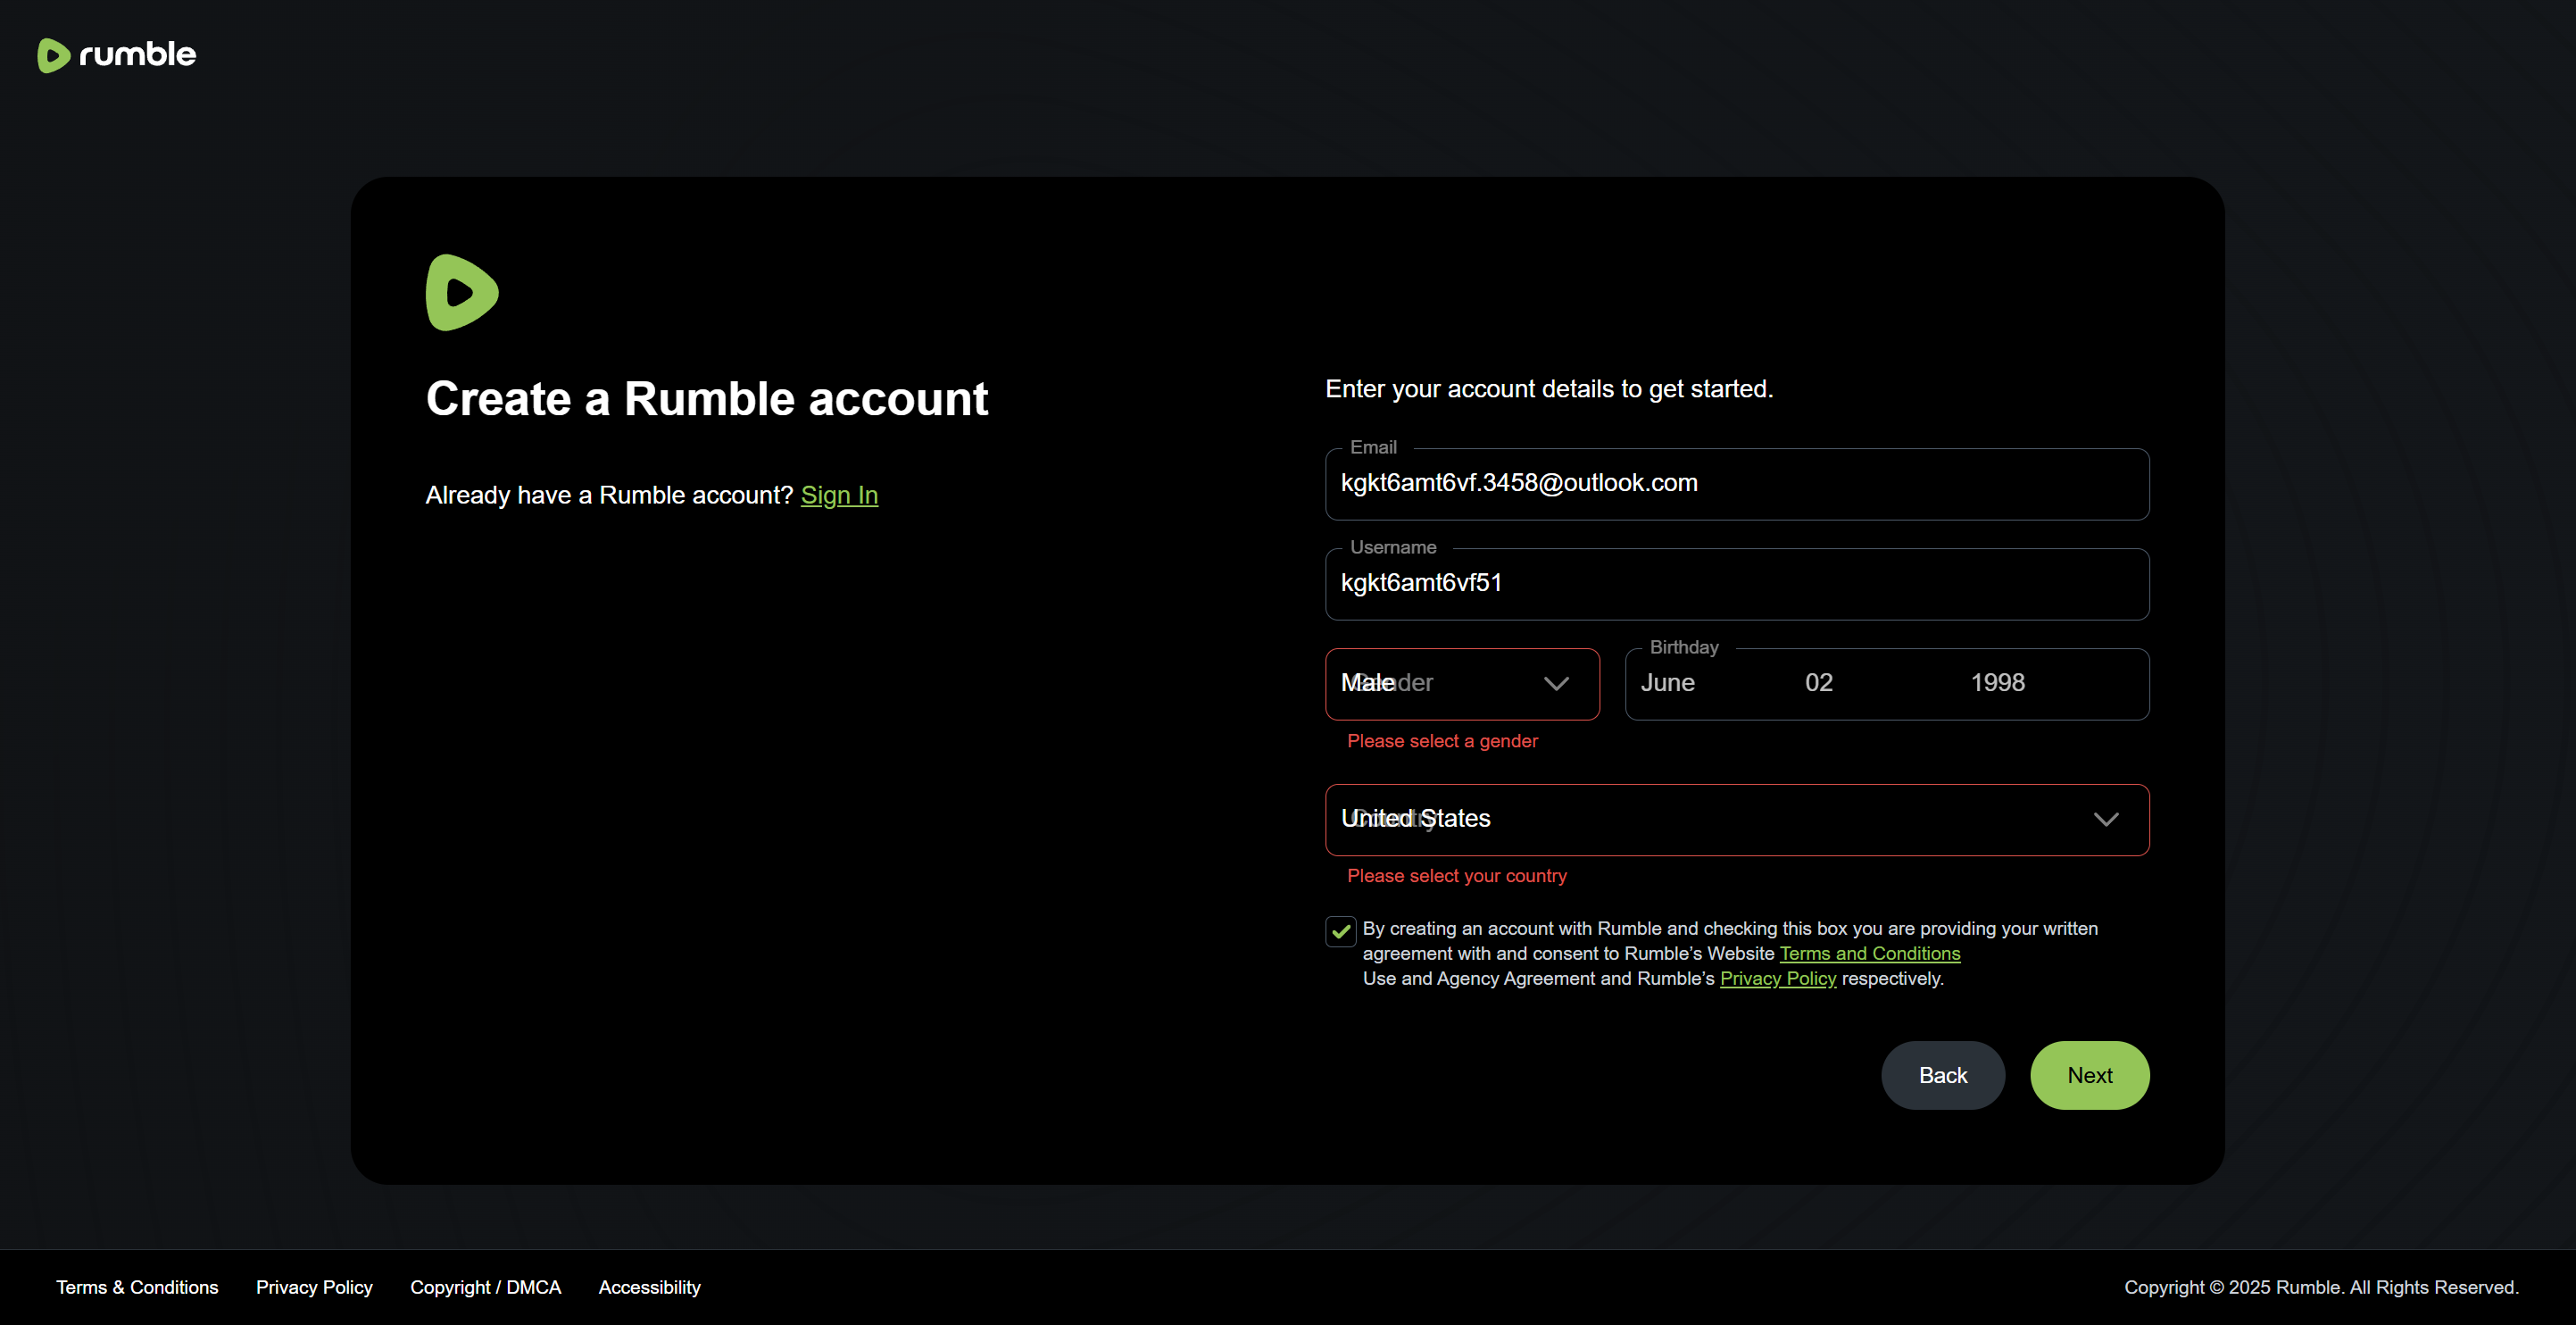 rumble
Create a Rumble account
Already have a Rumble account? Sign In
Enter your account details to get started.
Email
kgkt6amt6vf.3458@outlook.com
Username
kgkt6amt6vf51
Gender
Male
Birthday
June 02 1998
Please select a gender
Country
United States
Please select your country
By creating an account with Rumble and checking this box you are providing your written
agreement with and consent to Rumble’s Website Terms and Conditions
Use and Agency Agreement and Rumble’s Privacy Policy respectively.
Back Next
Terms & Conditions Privacy Policy Copyright / DMCA Accessibility
Copyright © 2025 Rumble. All Rights Reserved.